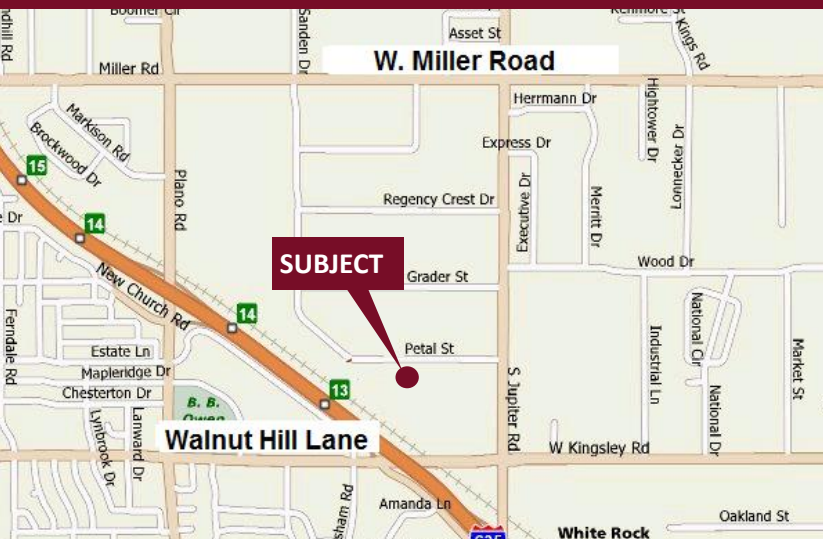 Boomer Cir
Kenmore St
Asset St
Sanden Dr
Kings Rd
W. Miller Road
Miller Rd
Herrmann Dr
Hightower Dr
Markison Rd
Brockwood Dr
Express Dr
Lonnecker Dr
15
Plano Rd
Executive Dr
Merritt Dr
Regency Crest Dr
14
SUBJECT
Wood Dr
New Church Rd
Grader St
14
National Cir
Ferndale Rd
Industrial Ln
Market St
Estate Ln
Petal St
Mapleridge Dr
S Jupiter Rd
13
Chesterton Dr
B. B.
Owen
National Dr
Lynbrook Dr
Lanward Dr
Walnut Hill Lane
W Kingsley Rd
Amanda Ln
Oakland St
White Rock